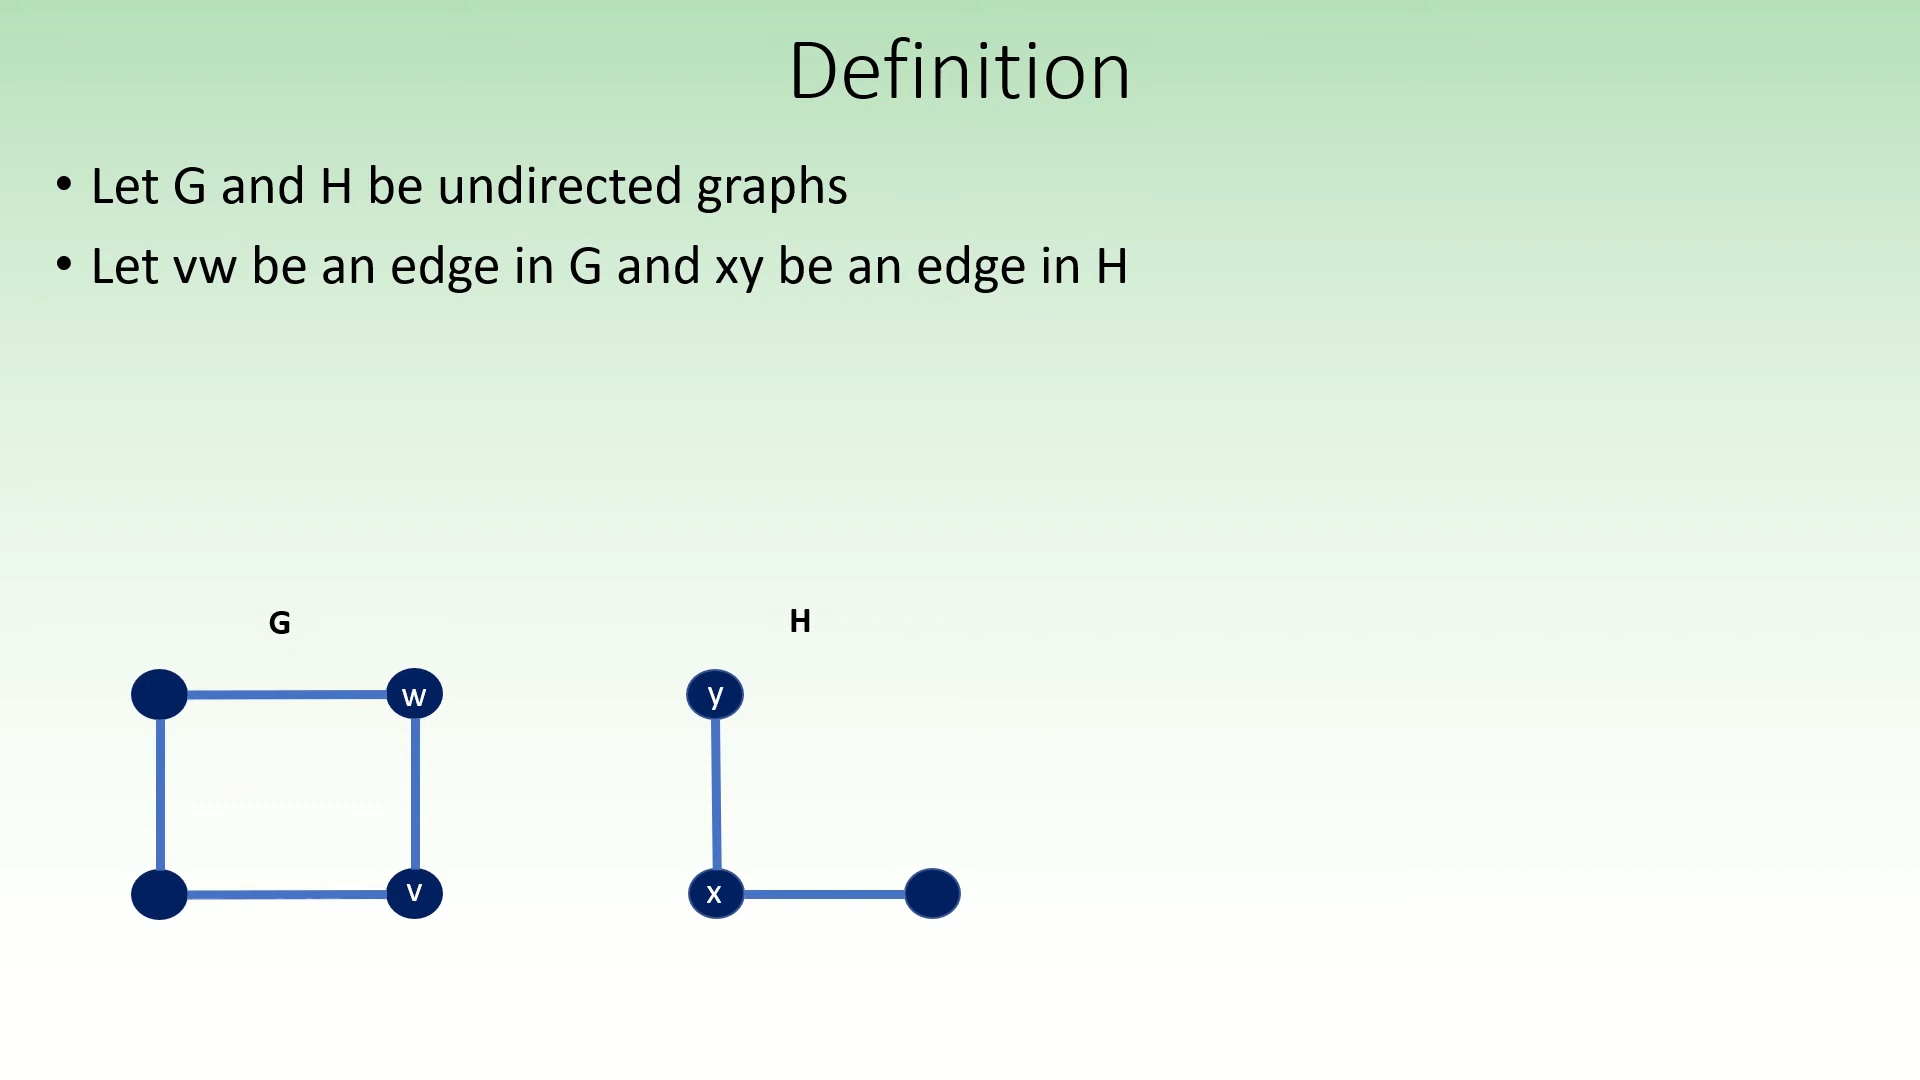 Definition
• Let G and H be undirected graphs
• Let vw be an edge in G and xy be an edge in H
G
H
w
y
v
x